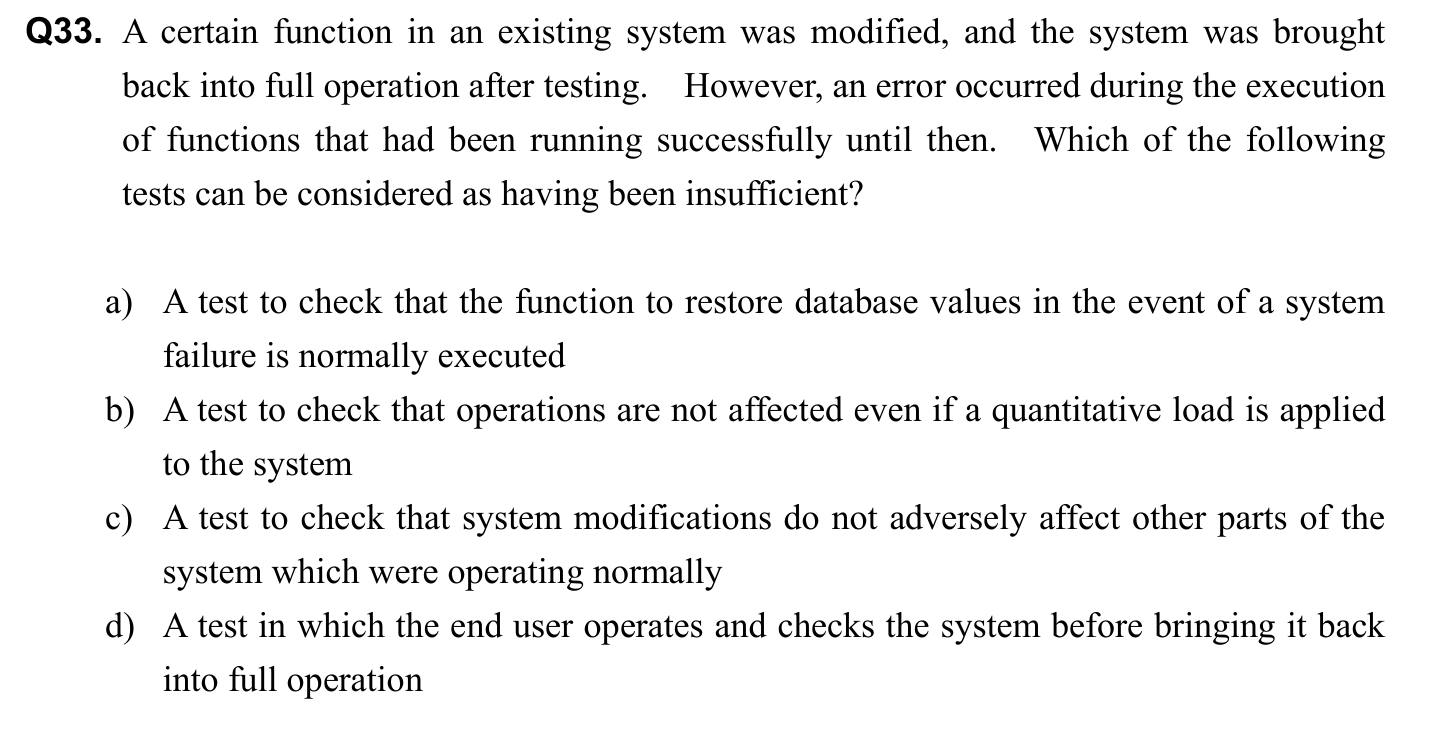 Q33. A certain function in an existing system was modified, and the system was brought
back into full operation after testing. However, an error occurred during the execution
of functions that had been running successfully until then. Which of the following
tests can be considered as having been insufficient?
a) A test to check that the function to restore database values in the event of a system
failure is normally executed
b) A test to check that operations are not affected even if a quantitative load is applied
to the system
c) A test to check that system modifications do not adversely affect other parts of the
system which were operating normally
d) A test in which the end user operates and checks the system before bringing it back
into full operation